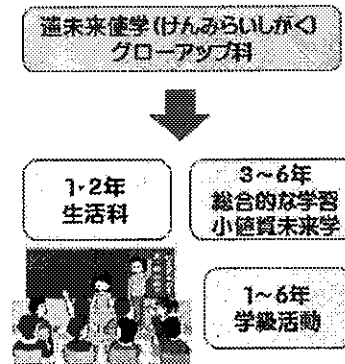 遣未来使学(けんみらいしがく)
グローアップ科
1・2年
生活科
3～6年
総合的な学習
小値賀未来学
1～6年
学級活動